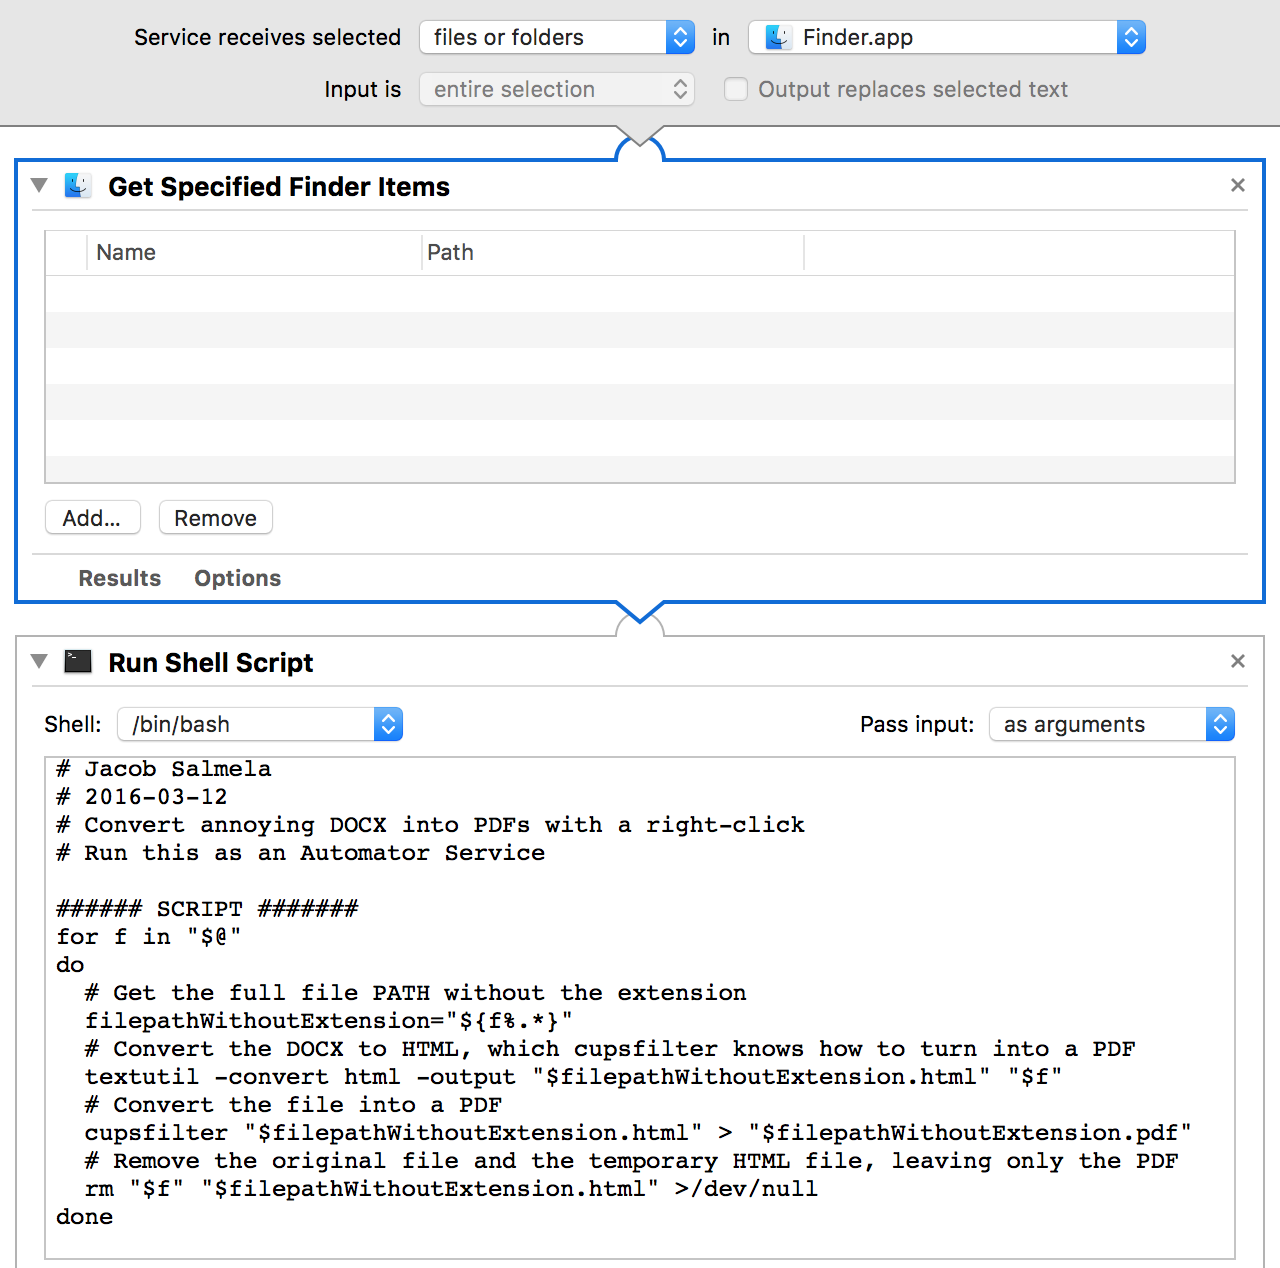 Service receives selected files or folders in Finder.app
Input is entire selection Output replaces selected text
Get Specified Finder Items
Name Path
Add... Remove
Results Options
Run Shell Script
Shell: /bin/bash Pass input: as arguments
# Jacob Salmela
# 2016-03-12
# Convert annoying DOCX into PDFs with a right-click
# Run this as an Automator Service
###### SCRIPT #######
for f in "$@"
do
# Get the full file PATH without the extension
filepathWithoutExtension="${f%.*}"
# Convert the DOCX to HTML, which cupsfilter knows how to turn into a PDF
textutil -convert html -output "$filepathWithoutExtension.html" "$f"
# Convert the file into a PDF
cupsfilter "$filepathWithoutExtension.html" > "$filepathWithoutExtension.pdf"
# Remove the original file and the temporary HTML file, leaving only the PDF
rm "$f" "$filepathWithoutExtension.html" >/dev/null
done